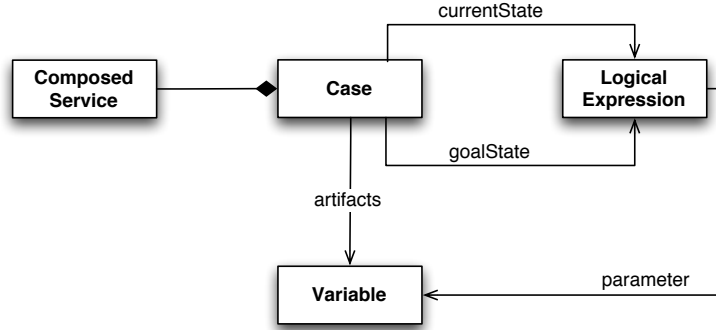 currentState
Composed
Service
Case
Logical
Expression
goalState
artifacts
Variable
parameter